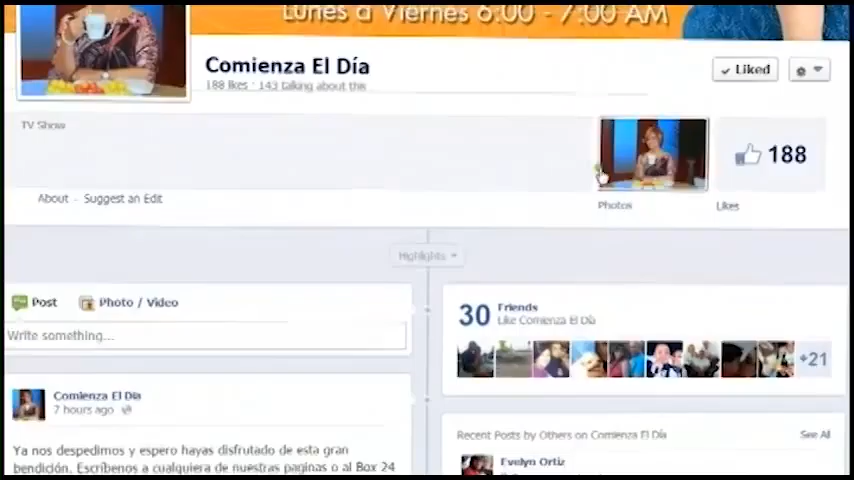 Lunes a Viernes 6:00 - 7:00 AM
Comienza El Día
188 likes · 143 talking about this
Liked
TV Show
188
About - Suggest an Edit
Photos
Likes
Highlights
Post
Photo / Video
Write something...
30
Friends
Like Comienza El Día
+21
Comienza El Día
7 hours ago
Ya nos despedimos y espero hayas disfrutado de esta gran
bendición. Escríbenos a cualquiera de nuestras paginas o al Box 24
Recent Posts by Others on Comienza El Día
See All
Evelyn Ortiz